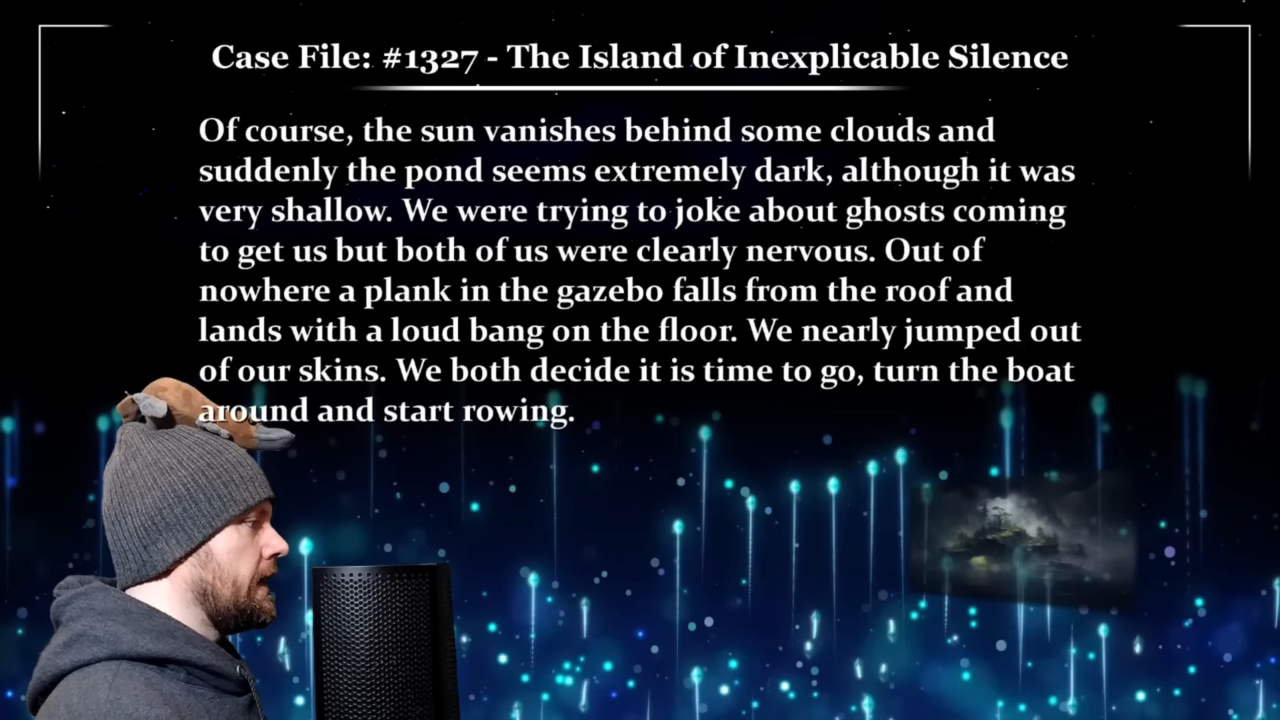 Case File: #1327 - The Island of Inexplicable Silence
Of course, the sun vanishes behind some clouds and
suddenly the pond seems extremely dark, although it was
very shallow. We were trying to joke about ghosts coming
to get us but both of us were clearly nervous. Out of
nowhere a plank in the gazebo falls from the roof and
lands with a loud bang on the floor. We nearly jumped out
of our skins. We both decide it is time to go, turn the boat
around and start rowing.